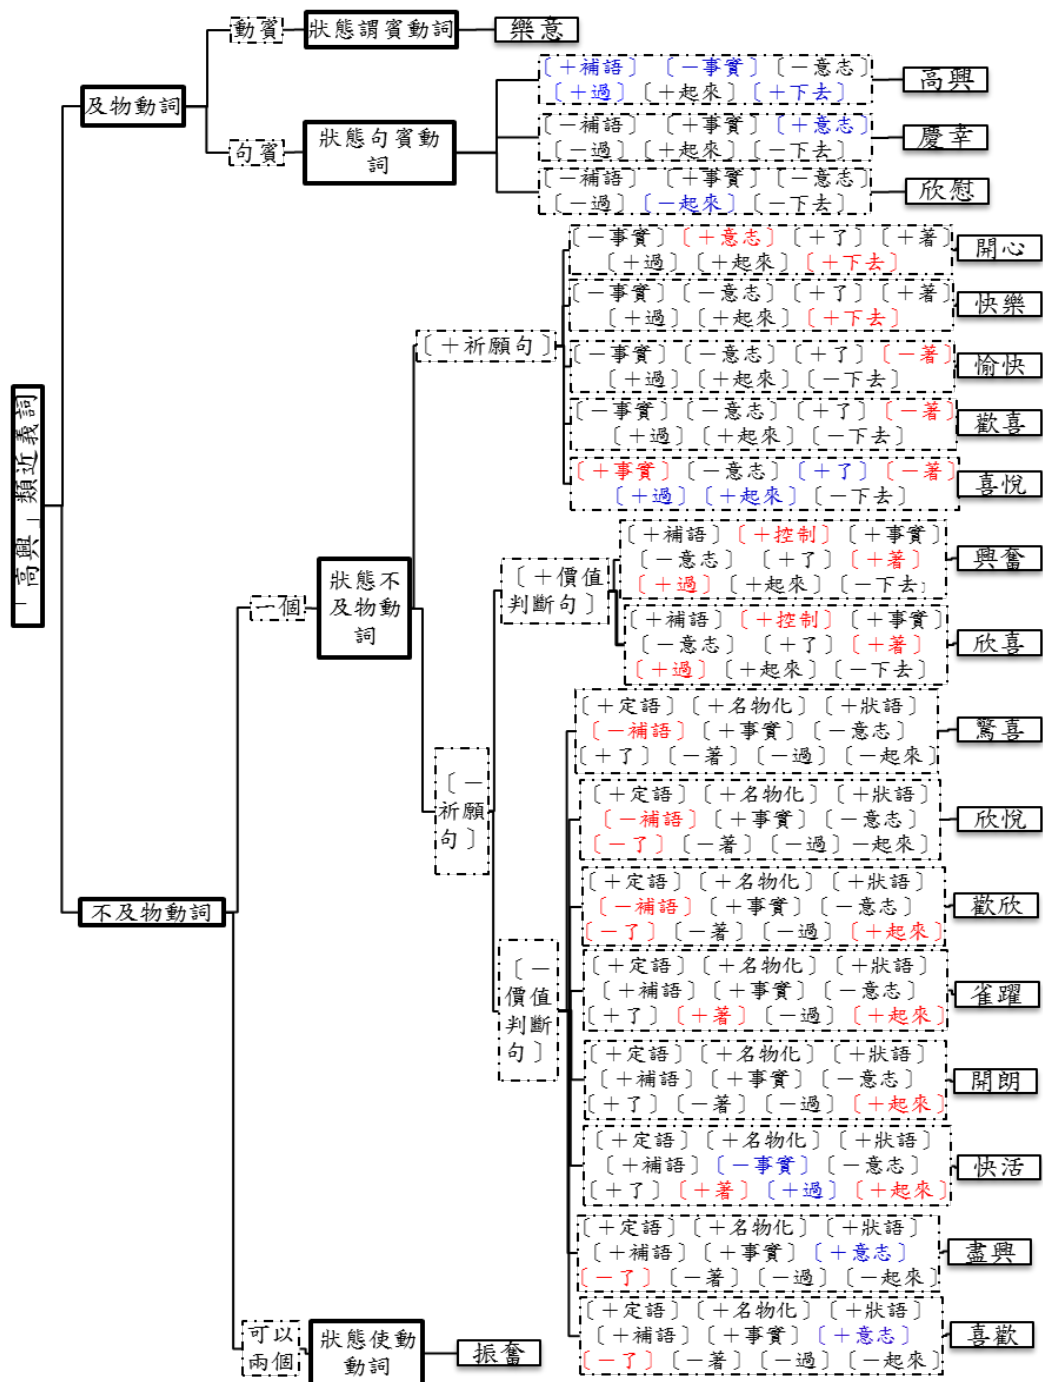 「高興」類近義詞
及物動詞
動賓
狀態謂賓動詞
樂意
句賓
狀態句賓動
詞
〔＋補語〕 〔－事實〕〔－意志〕
〔＋過〕 〔＋起來〕 〔＋下去〕
高興
〔－補語〕 〔＋事實〕 〔＋意志〕
〔－過〕 〔＋起來〕 〔－下去〕
慶幸
〔－補語〕 〔＋事實〕 〔－意志〕
〔－過〕 〔－起來〕 〔－下去〕
欣慰
不及物動詞
一個
狀態不
及物動
詞
〔＋祈願句〕
〔－事實〕〔＋意志〕〔＋了〕〔＋著〕
〔＋過〕〔＋起來〕〔＋下去〕
開心
〔－事實〕〔－意志〕〔＋了〕〔＋著〕
〔＋過〕〔＋起來〕〔＋下去〕
快樂
〔－事實〕〔－意志〕〔＋了〕〔－著〕
〔＋過〕〔＋起來〕〔－下去〕
愉快
〔－事實〕〔－意志〕〔＋了〕〔－著〕
〔＋過〕〔＋起來〕〔－下去〕
歡喜
〔＋事實〕〔－意志〕〔＋了〕〔－著〕
〔＋過〕〔＋起來〕〔－下去〕
喜悅
〔－
祈願
句〕
〔＋價值
判斷句〕
〔＋補語〕〔＋控制〕〔＋事實〕
〔－意志〕 〔＋了〕 〔＋著〕
〔＋過〕〔＋起來〕〔－下去〕
興奮
〔＋補語〕〔＋控制〕〔＋事實〕
〔－意志〕 〔＋了〕 〔＋著〕
〔＋過〕〔＋起來〕〔－下去〕
欣喜
〔－
價值
判斷
句〕
〔＋定語〕〔＋名物化〕〔＋狀語〕
〔－補語〕〔＋事實〕〔－意志〕
〔＋了〕〔－著〕〔－過〕〔－起來〕
驚喜
〔＋定語〕〔＋名物化〕〔＋狀語〕
〔－補語〕〔＋事實〕〔－意志〕
〔－了〕〔－著〕〔－過〕－起來〕
欣悅
〔＋定語〕〔＋名物化〕〔＋狀語〕
〔－補語〕〔＋事實〕〔－意志〕
〔－了〕〔－著〕〔－過〕〔＋起來〕
歡欣
〔＋定語〕〔＋名物化〕〔＋狀語〕
〔＋補語〕〔＋事實〕〔－意志〕
〔＋了〕〔＋著〕〔－過〕〔＋起來〕
雀躍
〔＋定語〕〔＋名物化〕〔＋狀語〕
〔＋補語〕〔＋事實〕〔－意志〕
〔＋了〕〔－著〕〔－過〕〔＋起來〕
開朗
〔＋定語〕〔＋名物化〕〔＋狀語〕
〔＋補語〕〔－事實〕〔－意志〕
〔＋了〕〔＋著〕〔＋過〕〔＋起來〕
快活
〔＋定語〕〔＋名物化〕〔＋狀語〕
〔＋補語〕〔＋事實〕〔＋意志〕
〔－了〕〔－著〕〔－過〕〔－起來〕
盡興
〔＋定語〕〔＋名物化〕〔＋狀語〕
〔＋補語〕〔＋事實〕〔＋意志〕
〔－了〕〔－著〕〔－過〕〔－起來〕
喜歡
可以
兩個
狀態使動
動詞
振奮